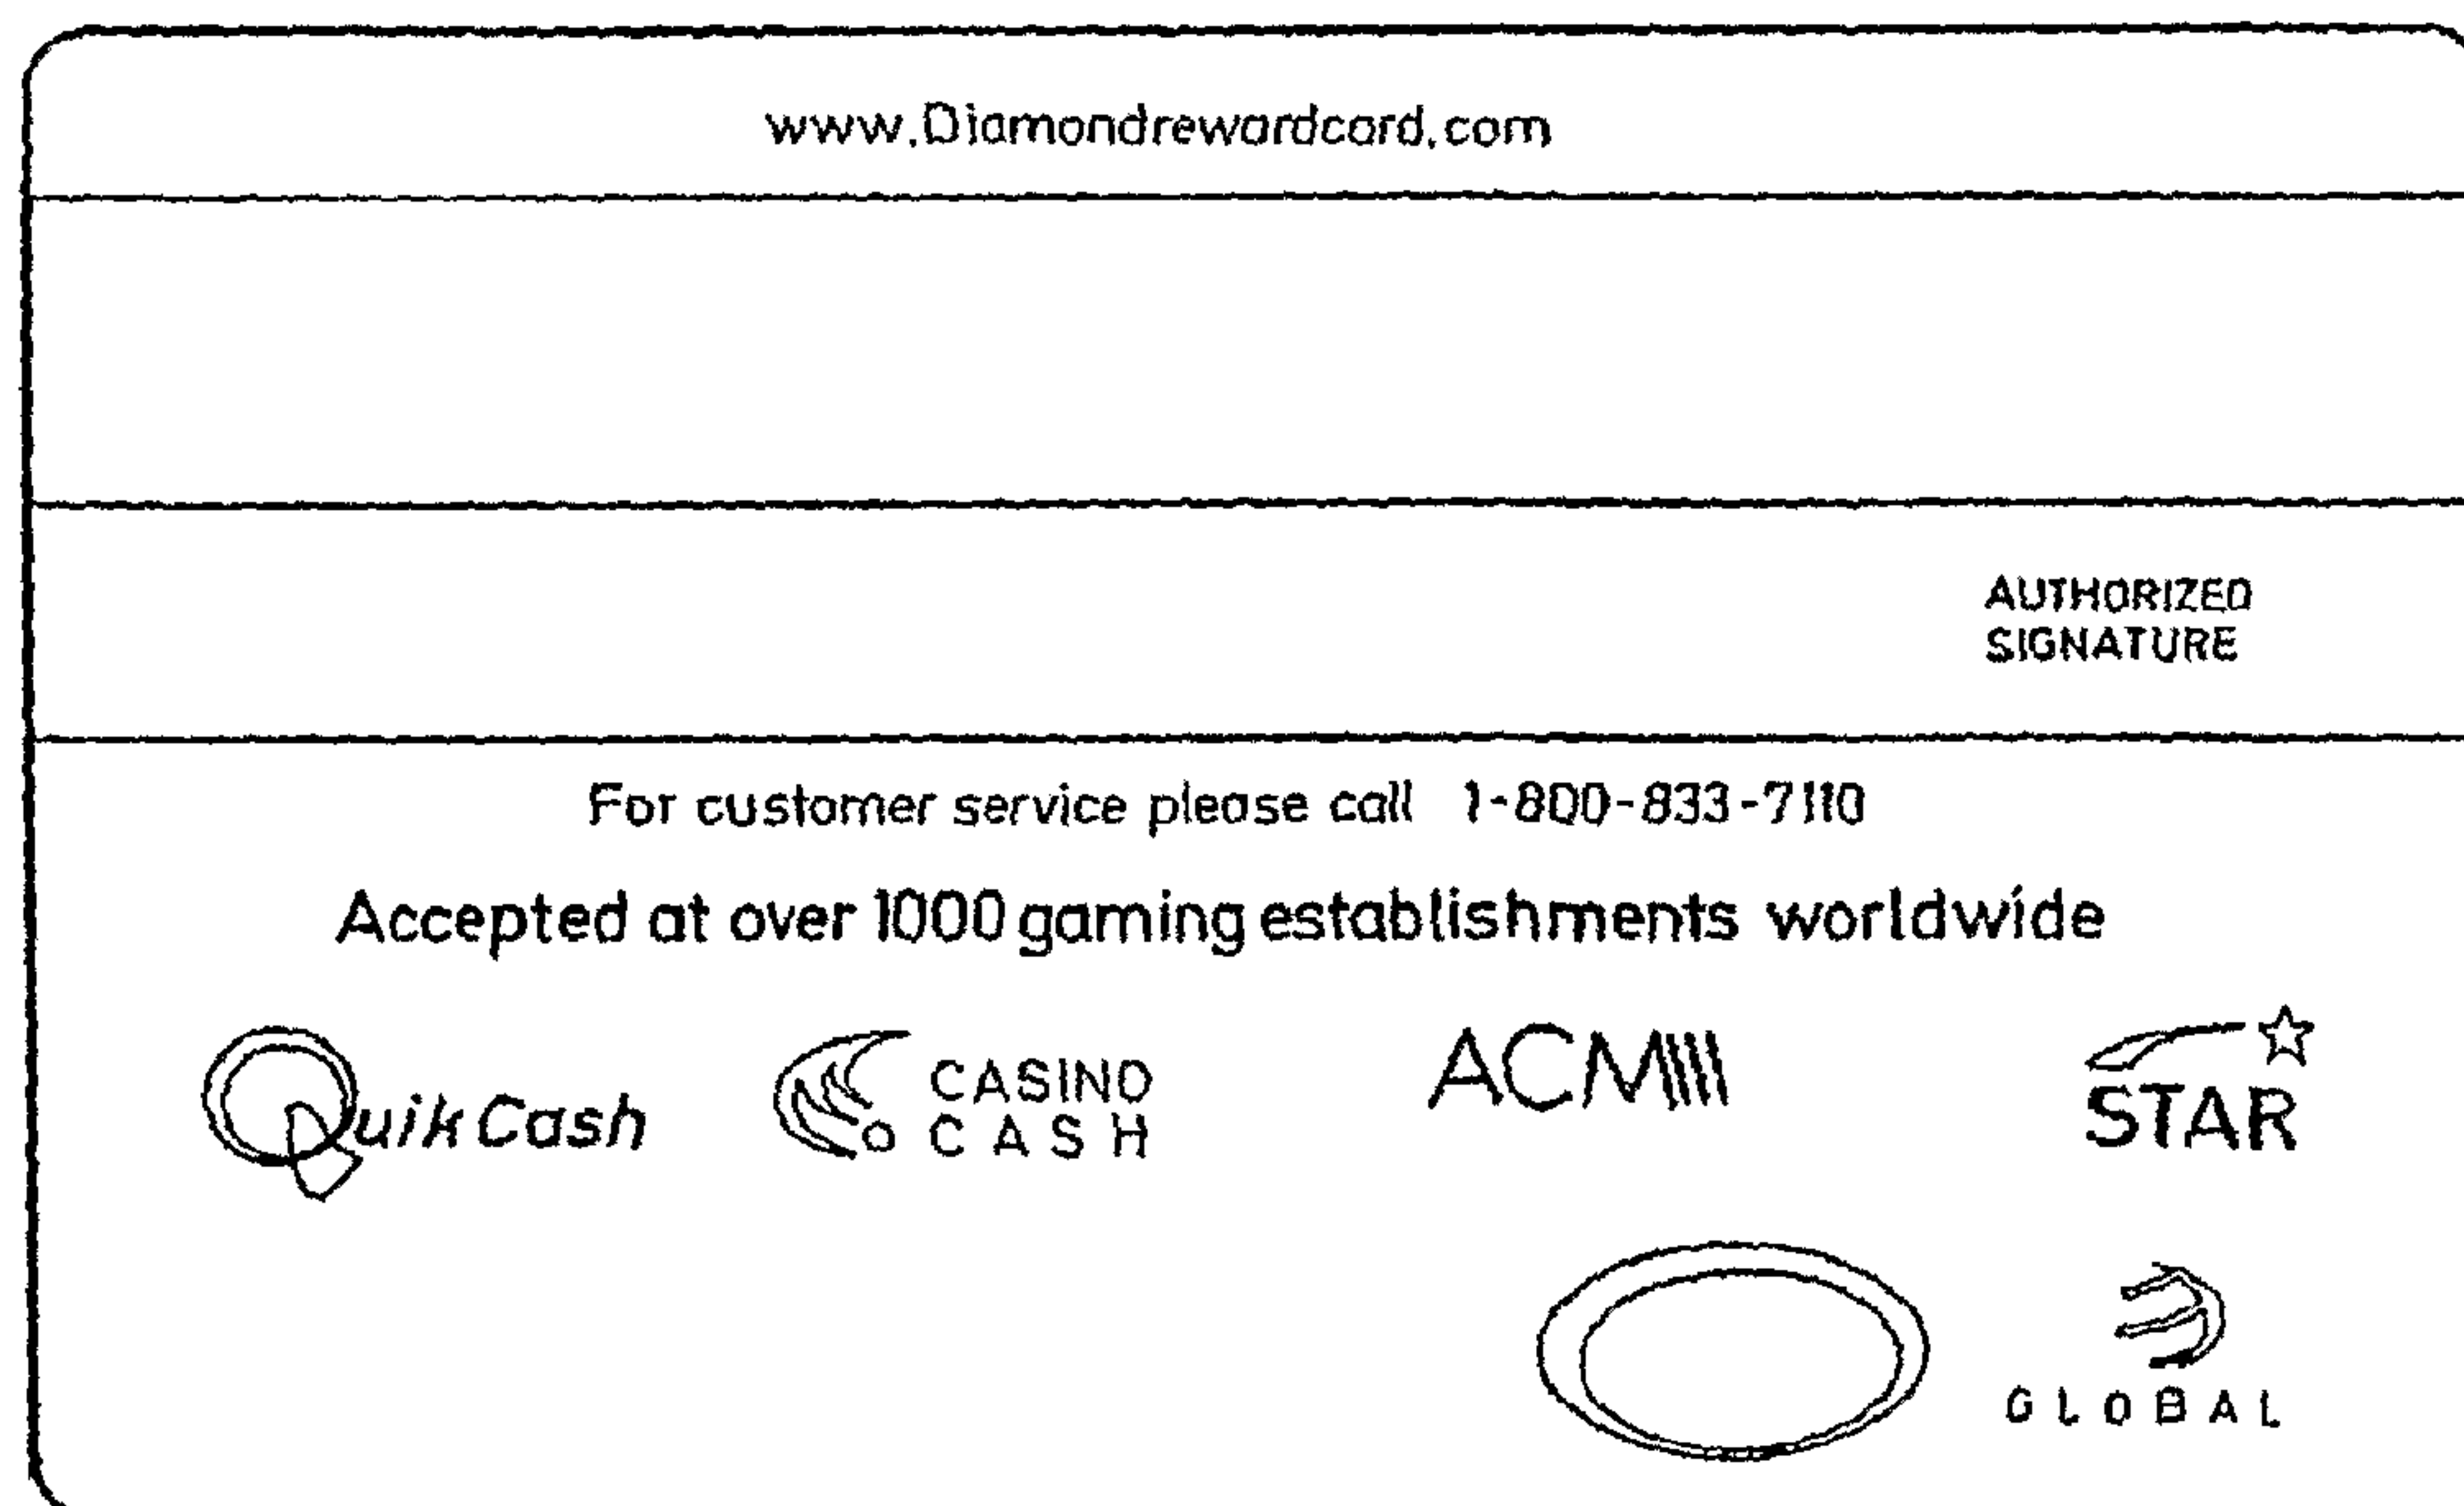 www.Diamondrewardcard.com
AUTHORIZED
SIGNATURE
For customer service please call 1-800-833-7110
Accepted at over 1000 gaming establishments worldwide
QuikCash
CASINO
CASH
ACM
STAR
GLOBAL